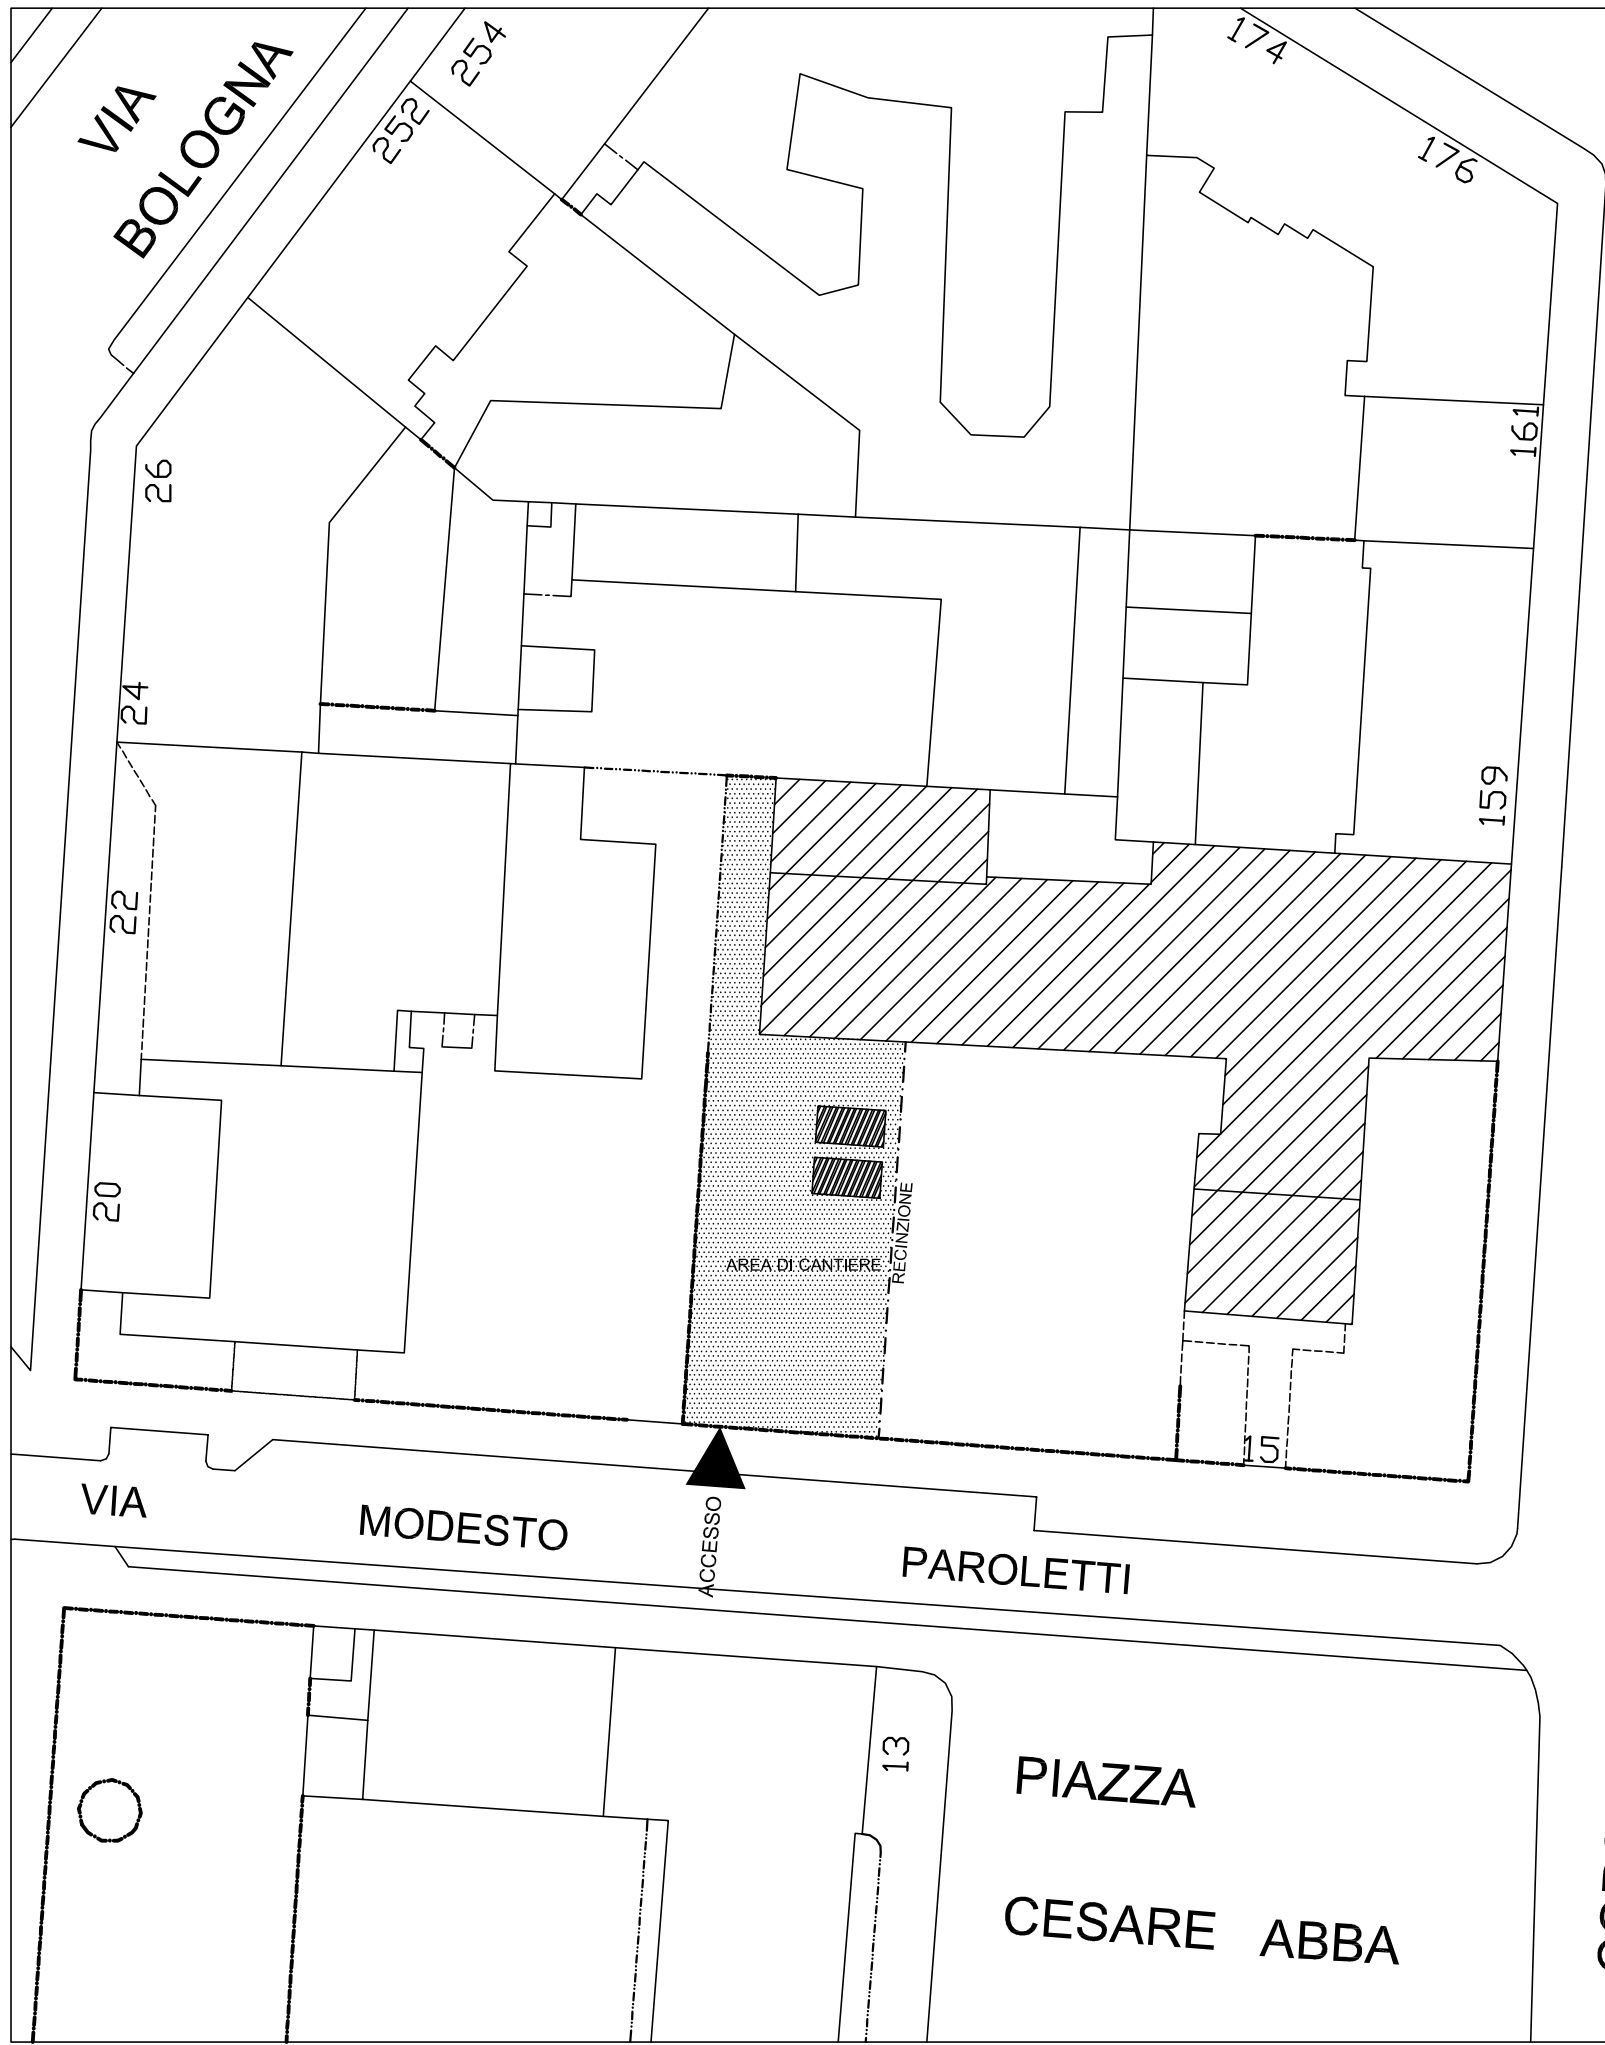 VIA
BOLOGNA
254
252
174
176
26
161
24
159
22
20
RECINZIONE
AREA DI CANTIERE
15
ACCESSO
VIA MODESTO PAROLETTI
13
PIAZZA
CESARE ABBA